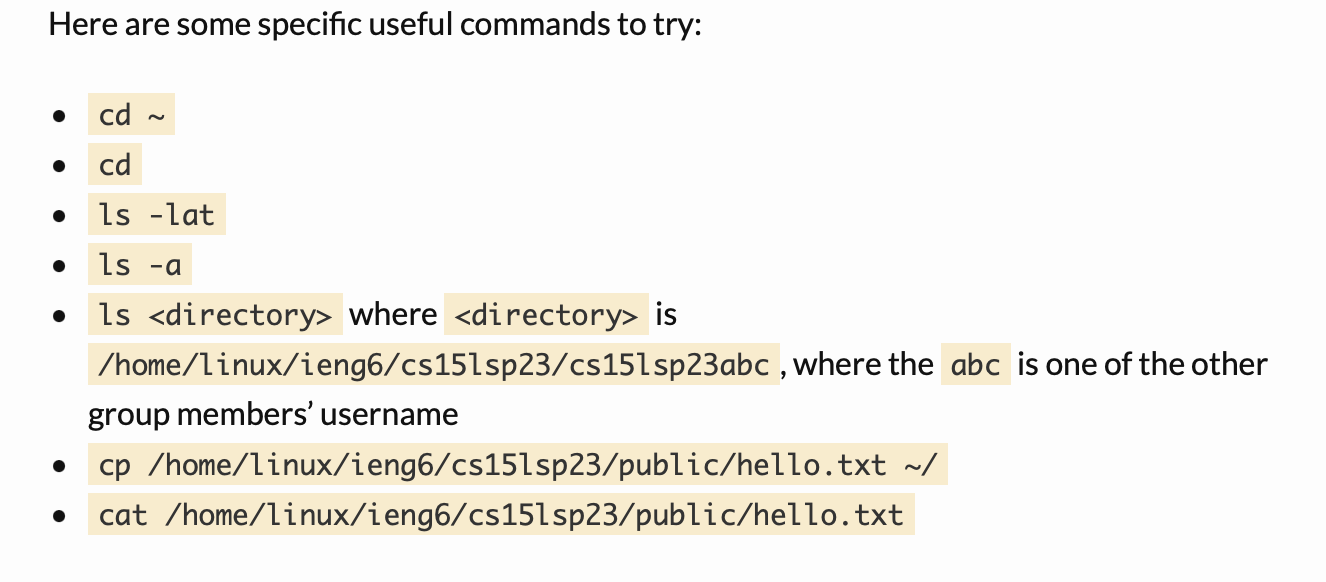 Here are some specific useful commands to try:
• cd ~
• cd
• ls -lat
• ls -a
• ls <directory> where <directory> is
/home/linux/ieng6/cs15lsp23/cs15lsp23abc, where the abc is one of the other
group members’ username
• cp /home/linux/ieng6/cs15lsp23/public/hello.txt ~/
• cat /home/linux/ieng6/cs15lsp23/public/hello.txt